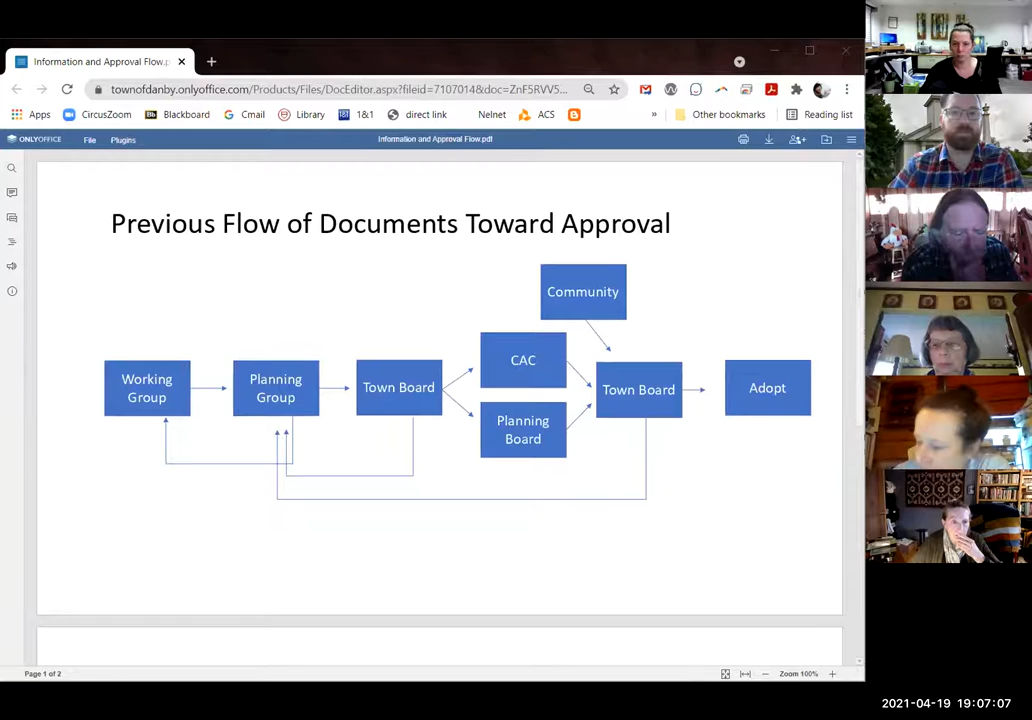 Information and Approval Flow.p
townofdanby.onlyoffice.com/Products/Files/DocEditor.aspx?fileid=7107014&doc=ZnF5RVV5...
Apps CircusZoom Blackboard Gmail Library 1&1 direct link Nelnet ACS » Other bookmarks Reading list
ONLYOFFICE File Plugins Information and Approval Flow.pdf
Previous Flow of Documents Toward Approval
Community
CAC
Working
Group
Planning
Group
Town Board
Planning
Board
Town Board
Adopt
Page 1 of 2 Zoom 100%
2021-04-19 19:07:07